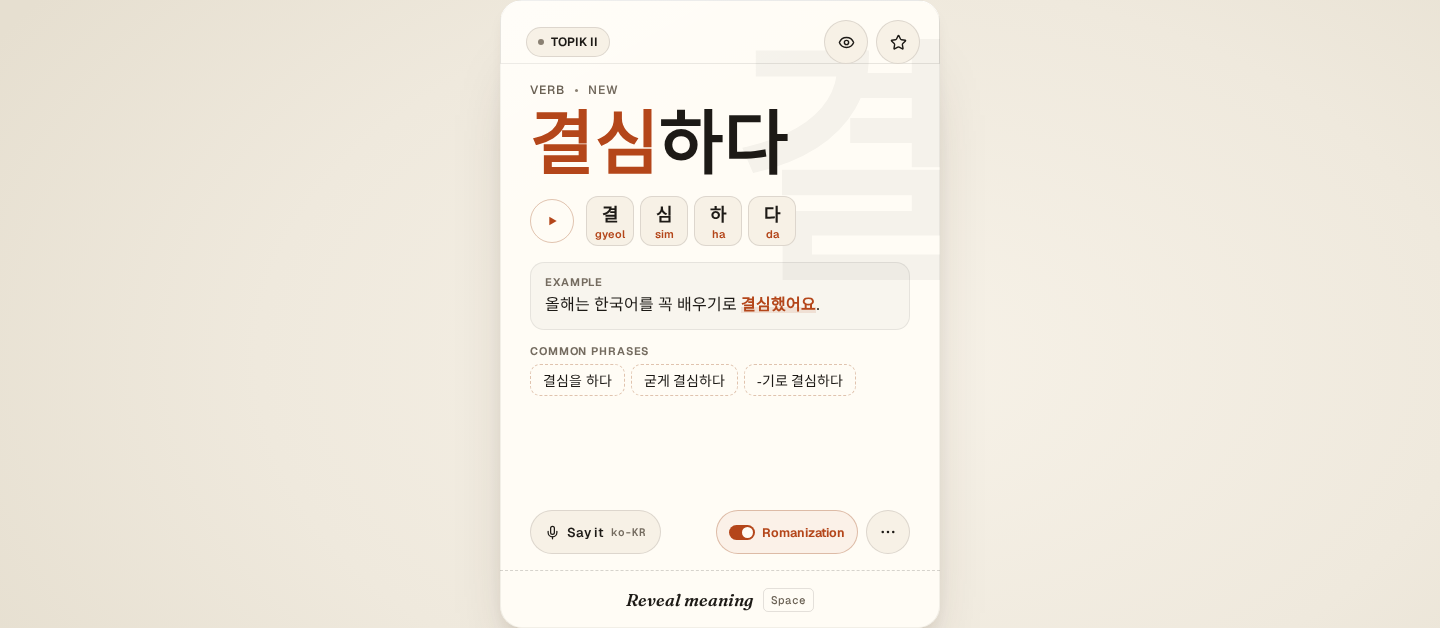 TOPIK II
VERB • NEW
결심하다
결 심 하 다
gyeol sim ha da
EXAMPLE
올해는 한국어를 꼭 배우기로 결심했어요.
COMMON PHRASES
결심을 하다 굳게 결심하다 -기로 결심하다
Say it ko-KR Romanization
Reveal meaning Space
결